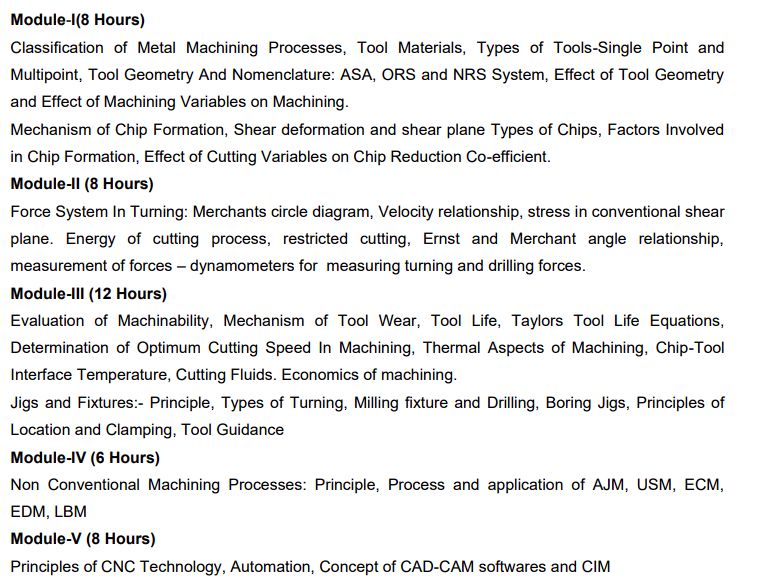 Module-I(8 Hours)
Classification of Metal Machining Processes, Tool Materials, Types of Tools-Single Point and
Multipoint, Tool Geometry And Nomenclature: ASA, ORS and NRS System, Effect of Tool Geometry
and Effect of Machining Variables on Machining.
Mechanism of Chip Formation, Shear deformation and shear plane Types of Chips, Factors Involved
in Chip Formation, Effect of Cutting Variables on Chip Reduction Co-efficient.
Module-II (8 Hours)
Force System In Turning: Merchants circle diagram, Velocity relationship, stress in conventional shear
plane. Energy of cutting process, restricted cutting, Ernst and Merchant angle relationship,
measurement of forces – dynamometers for measuring turning and drilling forces.
Module-III (12 Hours)
Evaluation of Machinability, Mechanism of Tool Wear, Tool Life, Taylors Tool Life Equations,
Determination of Optimum Cutting Speed In Machining, Thermal Aspects of Machining, Chip-Tool
Interface Temperature, Cutting Fluids. Economics of machining.
Jigs and Fixtures:- Principle, Types of Turning, Milling fixture and Drilling, Boring Jigs, Principles of
Location and Clamping, Tool Guidance
Module-IV (6 Hours)
Non Conventional Machining Processes: Principle, Process and application of AJM, USM, ECM,
EDM, LBM
Module-V (8 Hours)
Principles of CNC Technology, Automation, Concept of CAD-CAM softwares and CIM